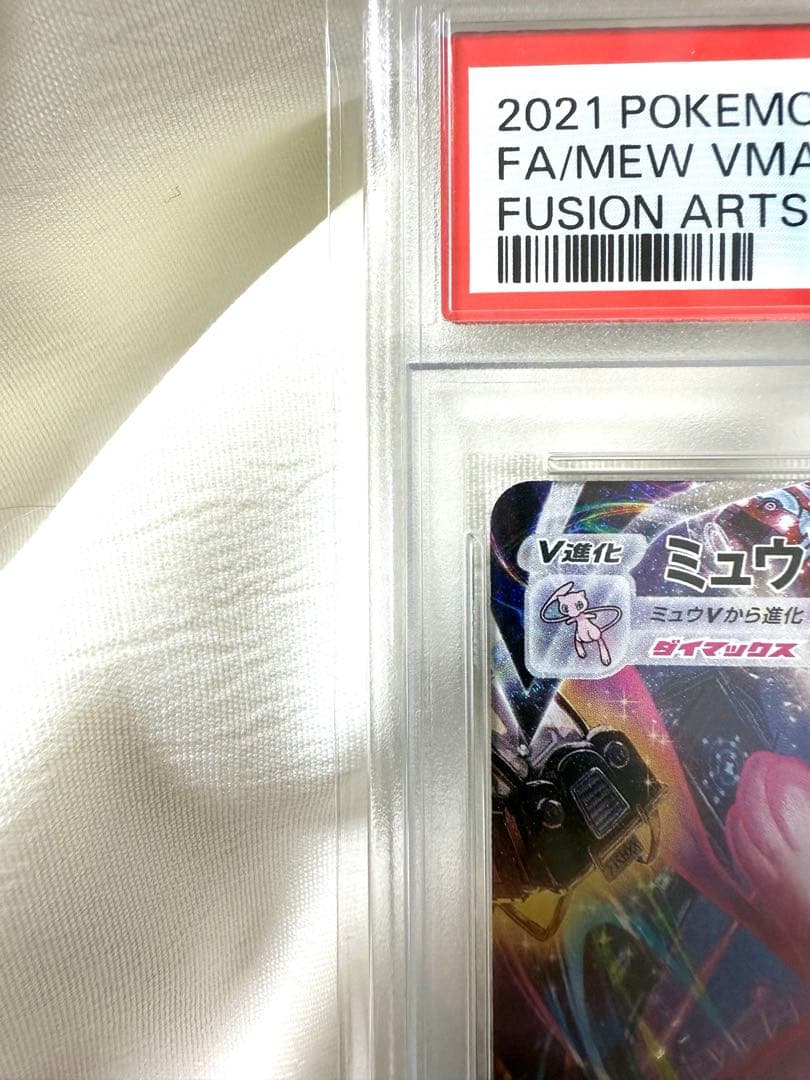 2021 POKEMO
FA/MEW VMA
FUSION ARTS
V進化
ミュウ
ミュウVから進化
ダイマックス